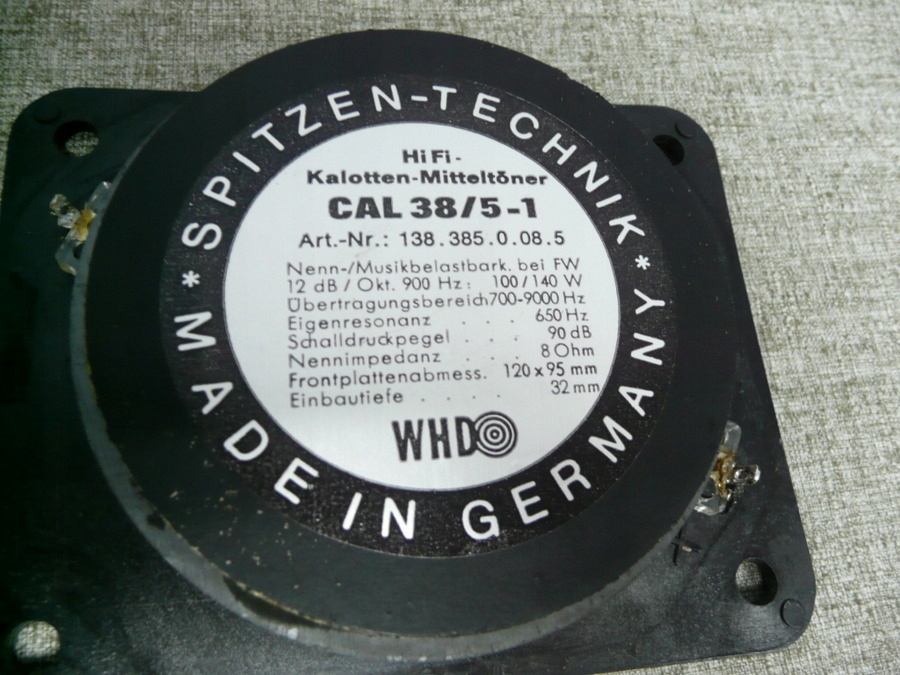 * SPITZEN-TECHNIK *
MADE IN GERMANY
HiFi-
Kalotten-Mitteltöner
CAL 38/5-1
Art.-Nr.: 138.385.0.08.5
Nenn-/Musikbelastbark. bei FW
12 dB / Okt. 900 Hz: 100/140 W
Übertragungsbereich 700-9000 Hz
Eigenresonanz . . . 650 Hz
Schalldruckpegel . . . 90 dB
Nennimpedanz . . . 8 Ohm
Frontplattenabmess. 120 x 95 mm
Einbautiefe . . . . 32 mm
WHD
+